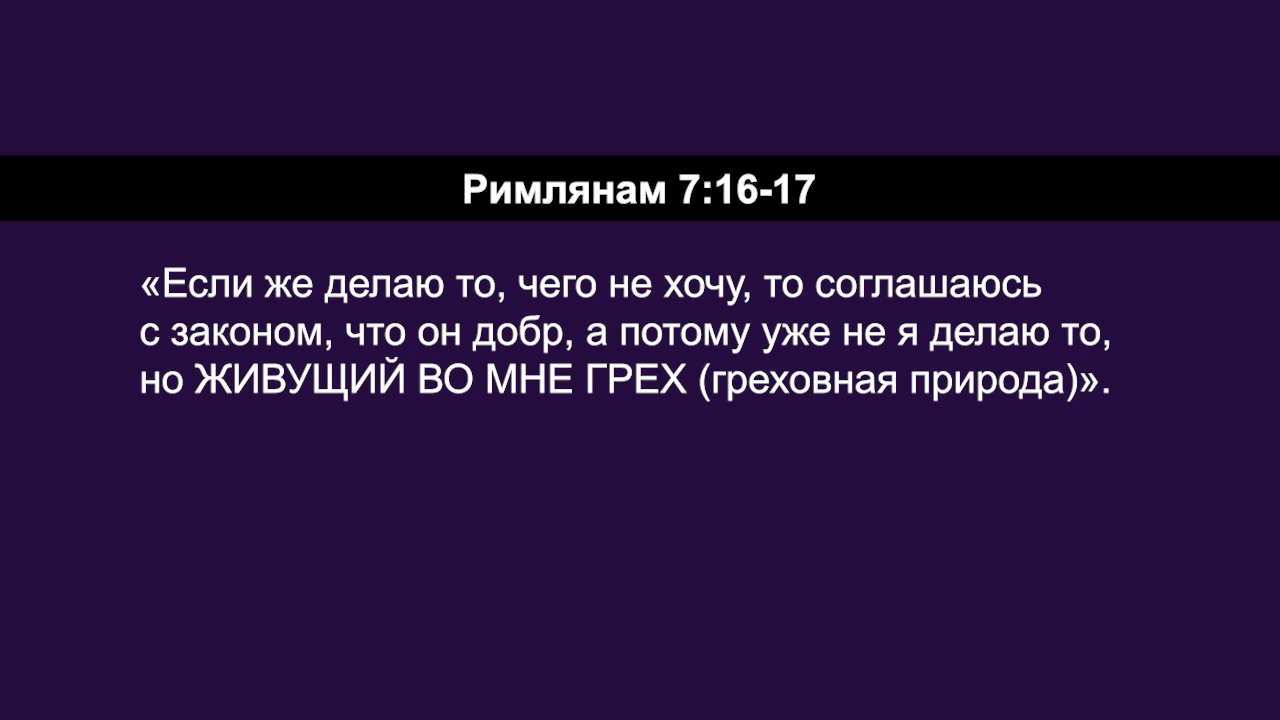 Римлянам 7:16-17
«Если же делаю то, чего не хочу, то соглашаюсь
с законом, что он добр, а потому уже не я делаю то,
но ЖИВУЩИЙ ВО МНЕ ГРЕХ (греховная природа)».